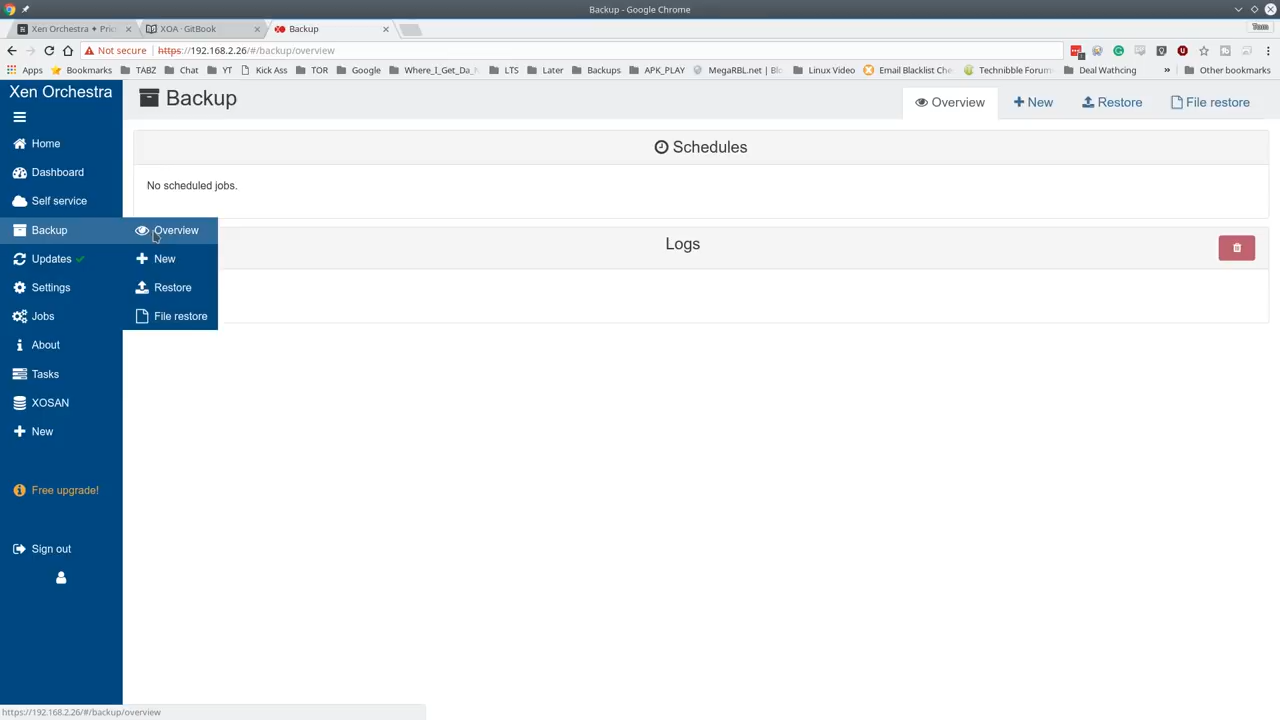 Backup - Google Chrome
Xen Orchestra ✦ Pric
XOA · GitBook
Backup
Tom
Not secure | https://192.168.2.26/#/backup/overview
Apps Bookmarks TABZ Chat YT Kick Ass TOR Google Where_I_Get_Da_ LTS Later Backups APK_PLAY MegaRBL.net | Blo Linux Video Email Blacklist Che Technibble Forum Deal Wathcing » Other bookmarks
Xen Orchestra
Backup
Overview
New
Restore
File restore
Home
Dashboard
Self service
Backup
Updates
Settings
Jobs
About
Tasks
XOSAN
New
Free upgrade!
Sign out
Overview
New
Restore
File restore
Schedules
No scheduled jobs.
Logs
https://192.168.2.26/#/backup/overview